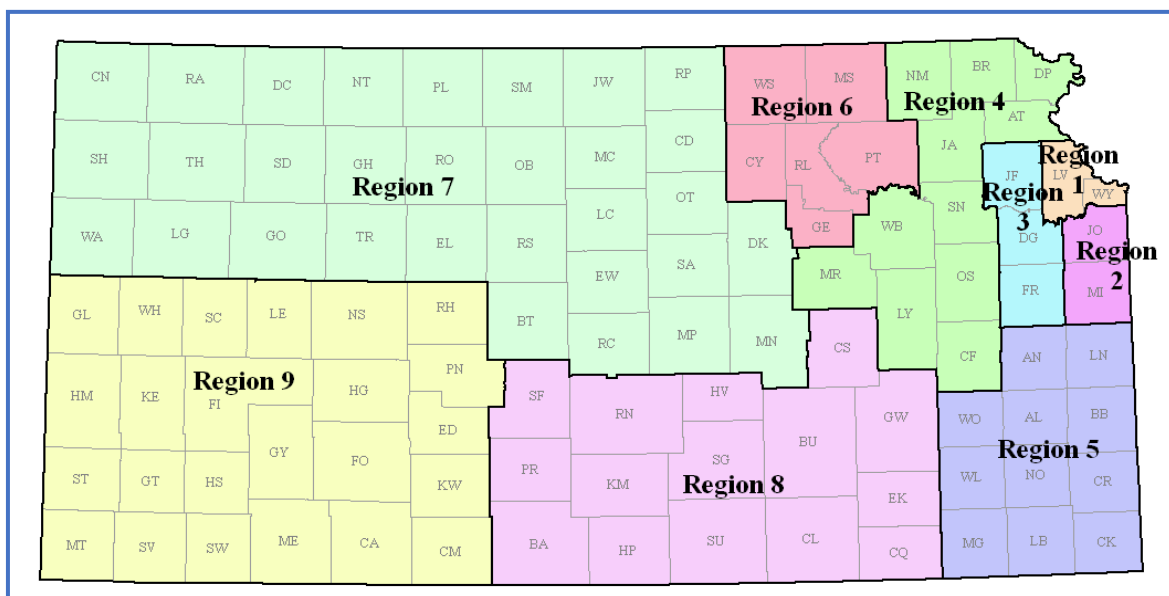 CN RA DC NT PL SM JW RP WS MS NM BR DP
Region 6 Region 4
AT
SH TH SD GH RO OB MC CD CY RL PT JA
Region 7
JF LV WY
Region 1
Region 3
WA LG GO TR EL RS LC OT DK GE WB SN DG JO
Region 2
EW SA MR OS FR MI
GL WH SC LE NS RH BT RC MP MN LY CF
CS AN LN
Region 9
HM KE FI HG PN SF RN HV GW WO AL BB
ED BU
Region 5
GY FO PR SG
ST GT HS KW KM EK WL NO CR
Region 8
MT SV SW ME CA CM BA HP SU CL CQ MG LB CK